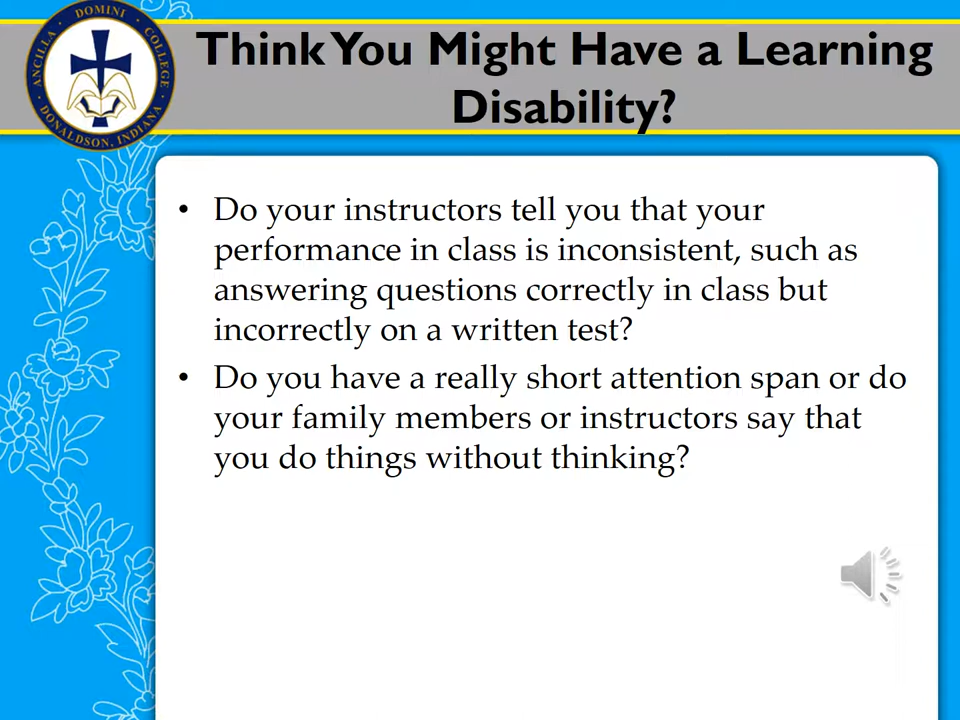 ANCILLA DOMINI COLLEGE
DONALDSON, INDIANA
Think You Might Have a Learning
Disability?
• Do your instructors tell you that your
performance in class is inconsistent, such as
answering questions correctly in class but
incorrectly on a written test?
• Do you have a really short attention span or do
your family members or instructors say that
you do things without thinking?